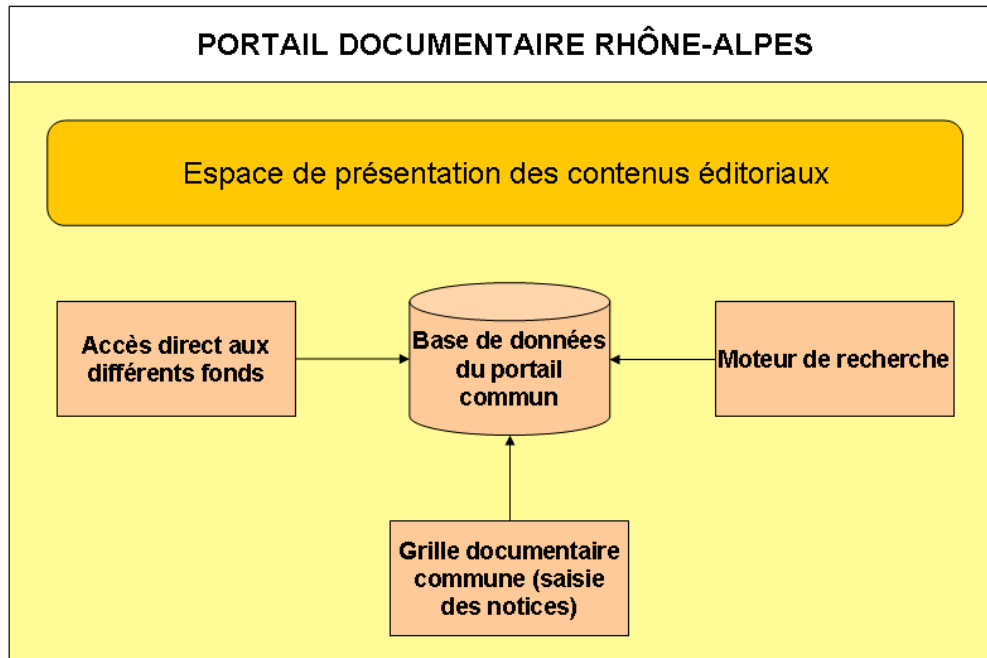 PORTAIL DOCUMENTAIRE RHÔNE-ALPES
Espace de présentation des contenus éditoriaux
Accès direct aux
différents fonds
Base de données
du portail
commun
Moteur de recherche
Grille documentaire
commune (saisie
des notices)